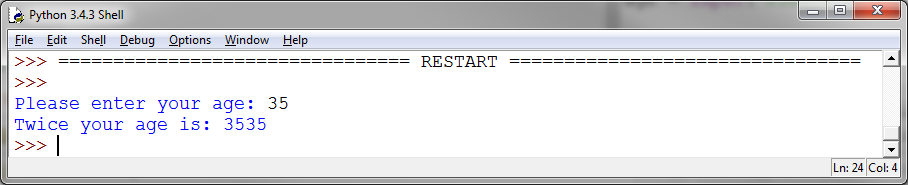 Python 3.4.3 Shell
File Edit Shell Debug Options Window Help
>>> ================================ RESTART ================================
>>>
Please enter your age: 35
Twice your age is: 3535
>>>
Ln: 24 Col: 4